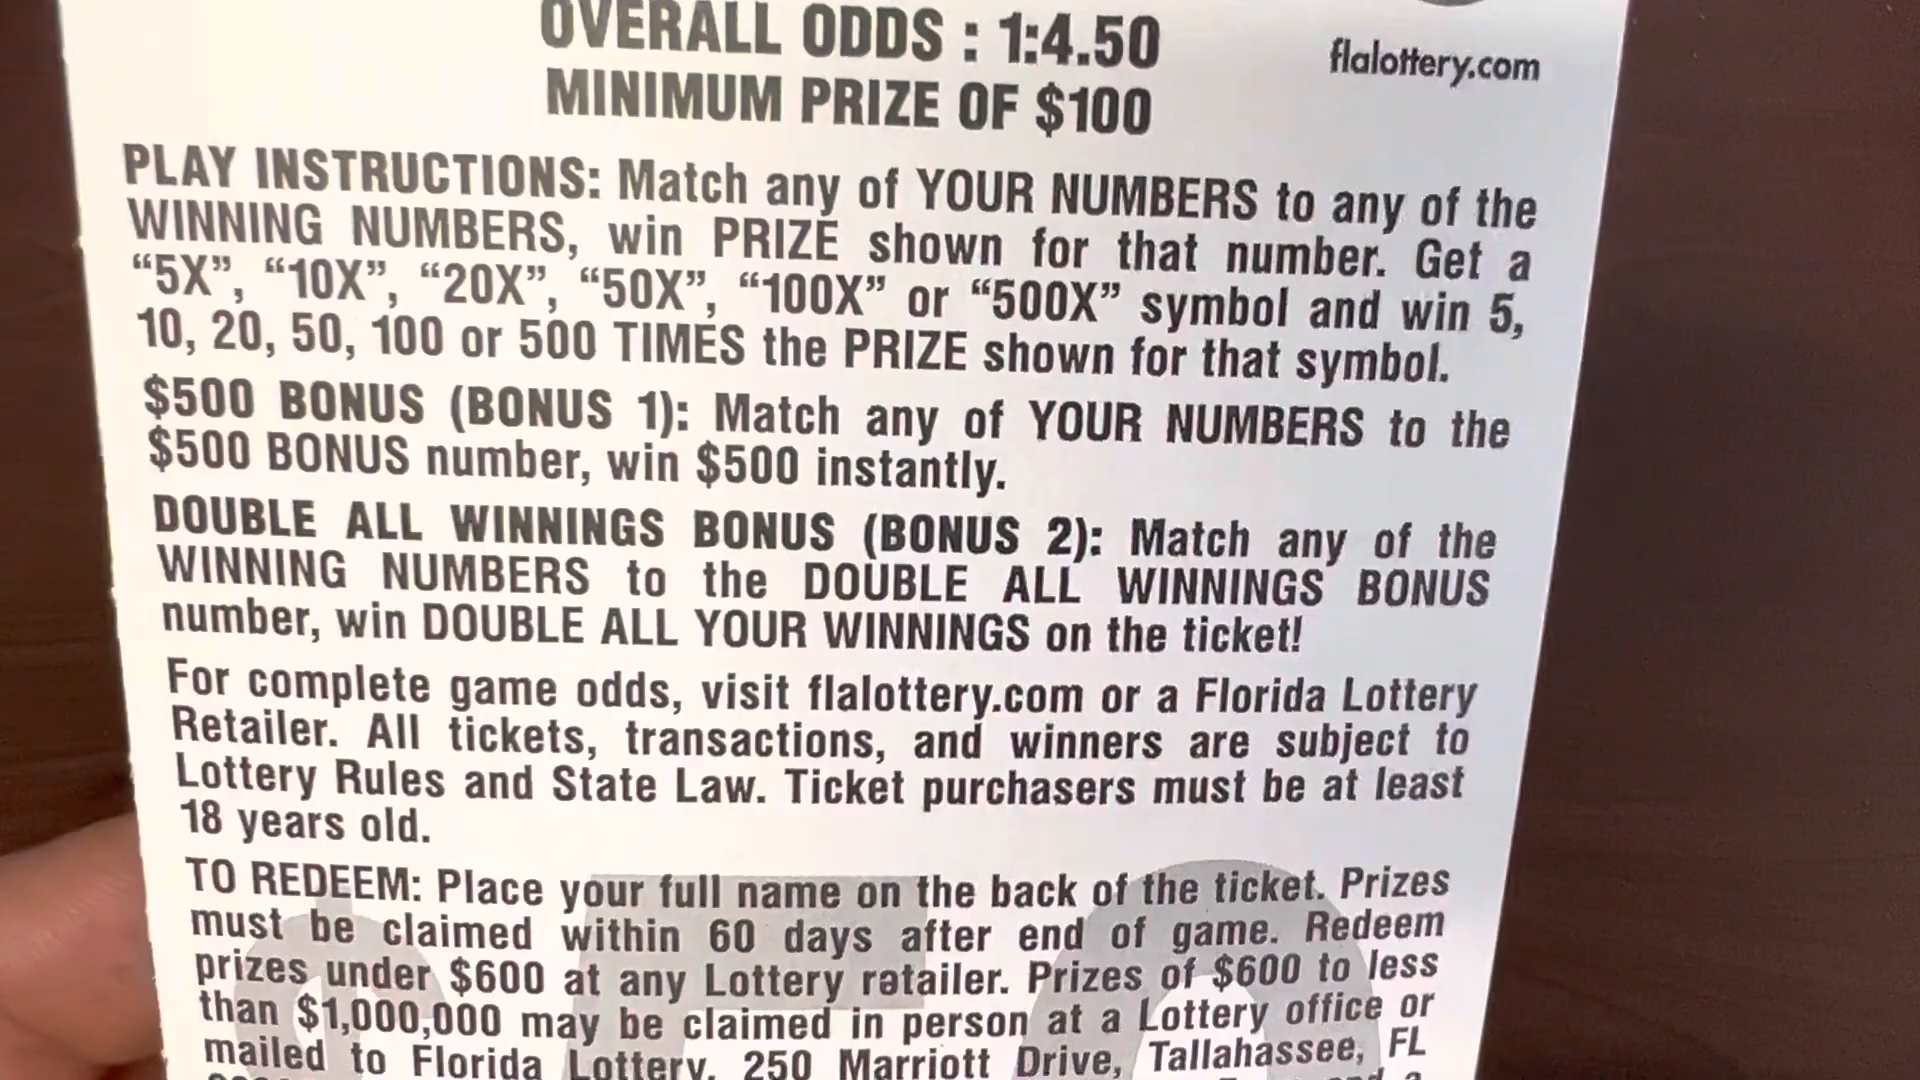 OVERALL ODDS : 1:4.50
flalottery.com
MINIMUM PRIZE OF $100
PLAY INSTRUCTIONS: Match any of YOUR NUMBERS to any of the
WINNING NUMBERS, win PRIZE shown for that number. Get a
“5X”, “10X”, “20X”, “50X”, “100X” or “500X” symbol and win 5,
10, 20, 50, 100 or 500 TIMES the PRIZE shown for that symbol.
$500 BONUS (BONUS 1): Match any of YOUR NUMBERS to the
$500 BONUS number, win $500 instantly.
DOUBLE ALL WINNINGS BONUS (BONUS 2): Match any of the
WINNING NUMBERS to the DOUBLE ALL WINNINGS BONUS
number, win DOUBLE ALL YOUR WINNINGS on the ticket!
For complete game odds, visit flalottery.com or a Florida Lottery
Retailer. All tickets, transactions, and winners are subject to
Lottery Rules and State Law. Ticket purchasers must be at least
18 years old.
TO REDEEM: Place your full name on the back of the ticket. Prizes
must be claimed within 60 days after end of game. Redeem
prizes under $600 at any Lottery retailer. Prizes of $600 to less
than $1,000,000 may be claimed in person at a Lottery office or
mailed to Florida Lottery, 250 Marriott Drive, Tallahassee, FL